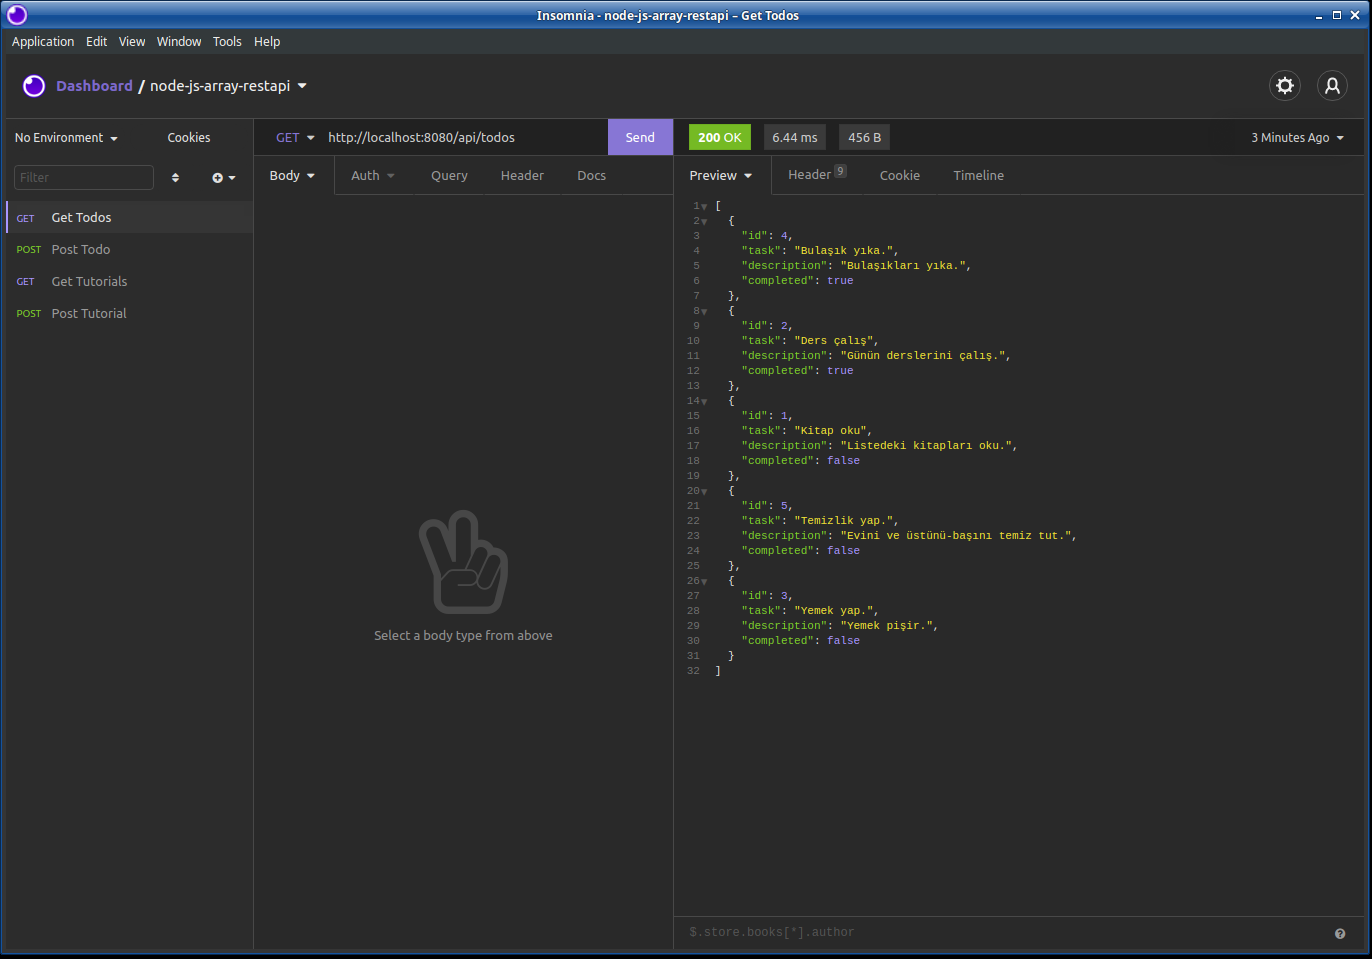 Insomnia - node-js-array-restapi – Get Todos
Application Edit View Window Tools Help
Dashboard / node-js-array-restapi
No Environment Cookies
GET http://localhost:8080/api/todos Send
200 OK 6.44 ms 456 B 3 Minutes Ago
Filter
Body Auth Query Header Docs
Preview Header 9 Cookie Timeline
GET Get Todos
POST Post Todo
GET Get Tutorials
POST Post Tutorial
Select a body type from above
1 [
2 {
3 "id": 4,
4 "task": "Bulaşık yıka.",
5 "description": "Bulaşıkları yıka.",
6 "completed": true
7 },
8 {
9 "id": 2,
10 "task": "Ders çalış",
11 "description": "Günün derslerini çalış.",
12 "completed": true
13 },
14 {
15 "id": 1,
16 "task": "Kitap oku",
17 "description": "Listedeki kitapları oku.",
18 "completed": false
19 },
20 {
21 "id": 5,
22 "task": "Temizlik yap.",
23 "description": "Evini ve üstünü-başını temiz tut.",
24 "completed": false
25 },
26 {
27 "id": 3,
28 "task": "Yemek yap.",
29 "description": "Yemek pişir.",
30 "completed": false
31 }
32 ]
$.store.books[*].author